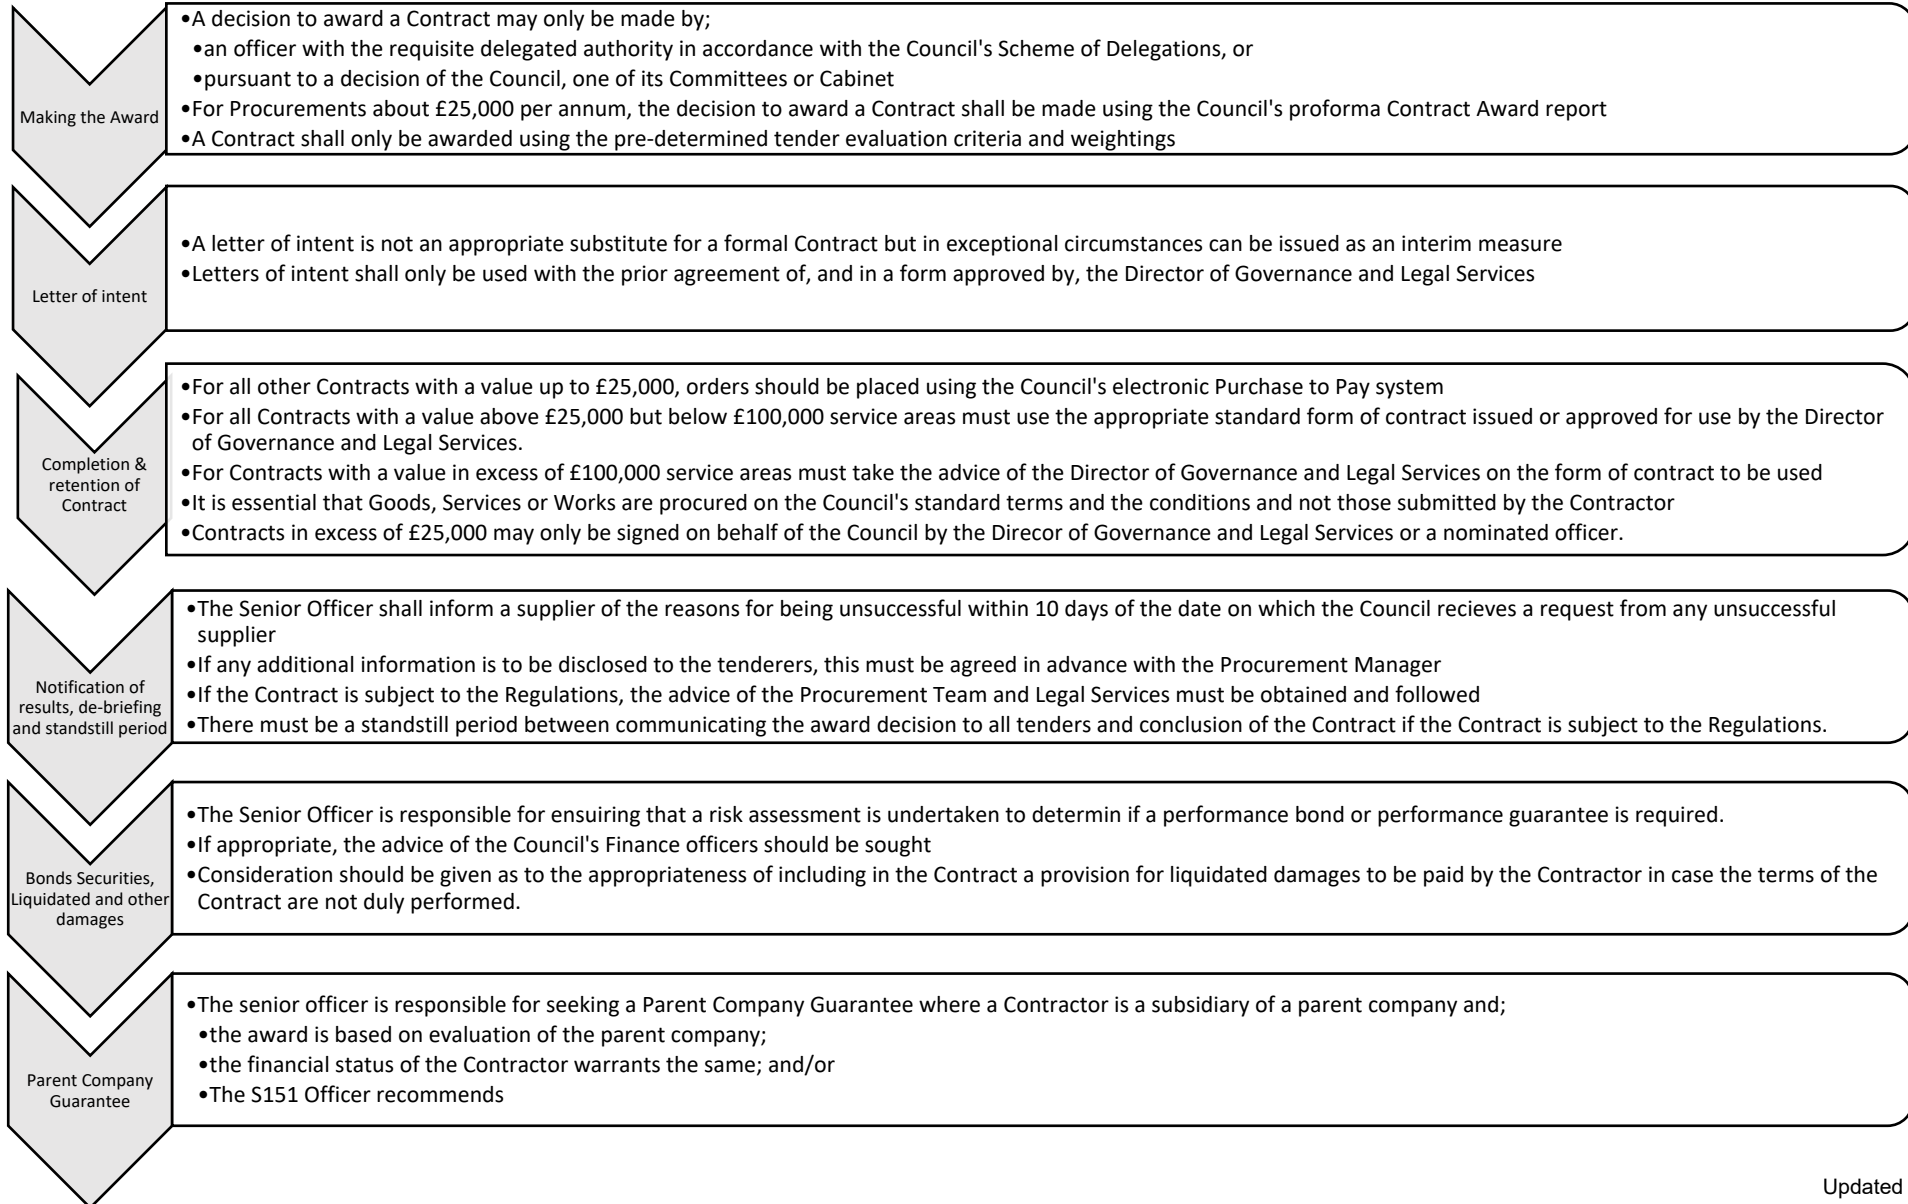 Making the Award
•A decision to award a Contract may only be made by;
•an officer with the requisite delegated authority in accordance with the Council's Scheme of Delegations, or
•pursuant to a decision of the Council, one of its Committees or Cabinet
•For Procurements about £25,000 per annum, the decision to award a Contract shall be made using the Council's proforma Contract Award report
•A Contract shall only be awarded using the pre-determined tender evaluation criteria and weightings
Letter of intent
•A letter of intent is not an appropriate substitute for a formal Contract but in exceptional circumstances can be issued as an interim measure
•Letters of intent shall only be used with the prior agreement of, and in a form approved by, the Director of Governance and Legal Services
Completion &
retention of
Contract
•For all other Contracts with a value up to £25,000, orders should be placed using the Council's electronic Purchase to Pay system
•For all Contracts with a value above £25,000 but below £100,000 service areas must use the appropriate standard form of contract issued or approved for use by the Director
of Governance and Legal Services.
•For Contracts with a value in excess of £100,000 service areas must take the advice of the Director of Governance and Legal Services on the form of contract to be used
•It is essential that Goods, Services or Works are procured on the Council's standard terms and the conditions and not those submitted by the Contractor
•Contracts in excess of £25,000 may only be signed on behalf of the Council by the Direcor of Governance and Legal Services or a nominated officer.
Notification of
results, de-briefing
and standstill period
•The Senior Officer shall inform a supplier of the reasons for being unsuccessful within 10 days of the date on which the Council recieves a request from any unsuccessful
supplier
•If any additional information is to be disclosed to the tenderers, this must be agreed in advance with the Procurement Manager
•If the Contract is subject to the Regulations, the advice of the Procurement Team and Legal Services must be obtained and followed
•There must be a standstill period between communicating the award decision to all tenders and conclusion of the Contract if the Contract is subject to the Regulations.
Bonds Securities,
Liquidated and other
damages
•The Senior Officer is responsible for ensuiring that a risk assessment is undertaken to determin if a performance bond or performance guarantee is required.
•If appropriate, the advice of the Council's Finance officers should be sought
•Consideration should be given as to the appropriateness of including in the Contract a provision for liquidated damages to be paid by the Contractor in case the terms of the
Contract are not duly performed.
Parent Company
Guarantee
•The senior officer is responsible for seeking a Parent Company Guarantee where a Contractor is a subsidiary of a parent company and;
•the award is based on evaluation of the parent company;
•the financial status of the Contractor warrants the same; and/or
•The S151 Officer recommends
Updated